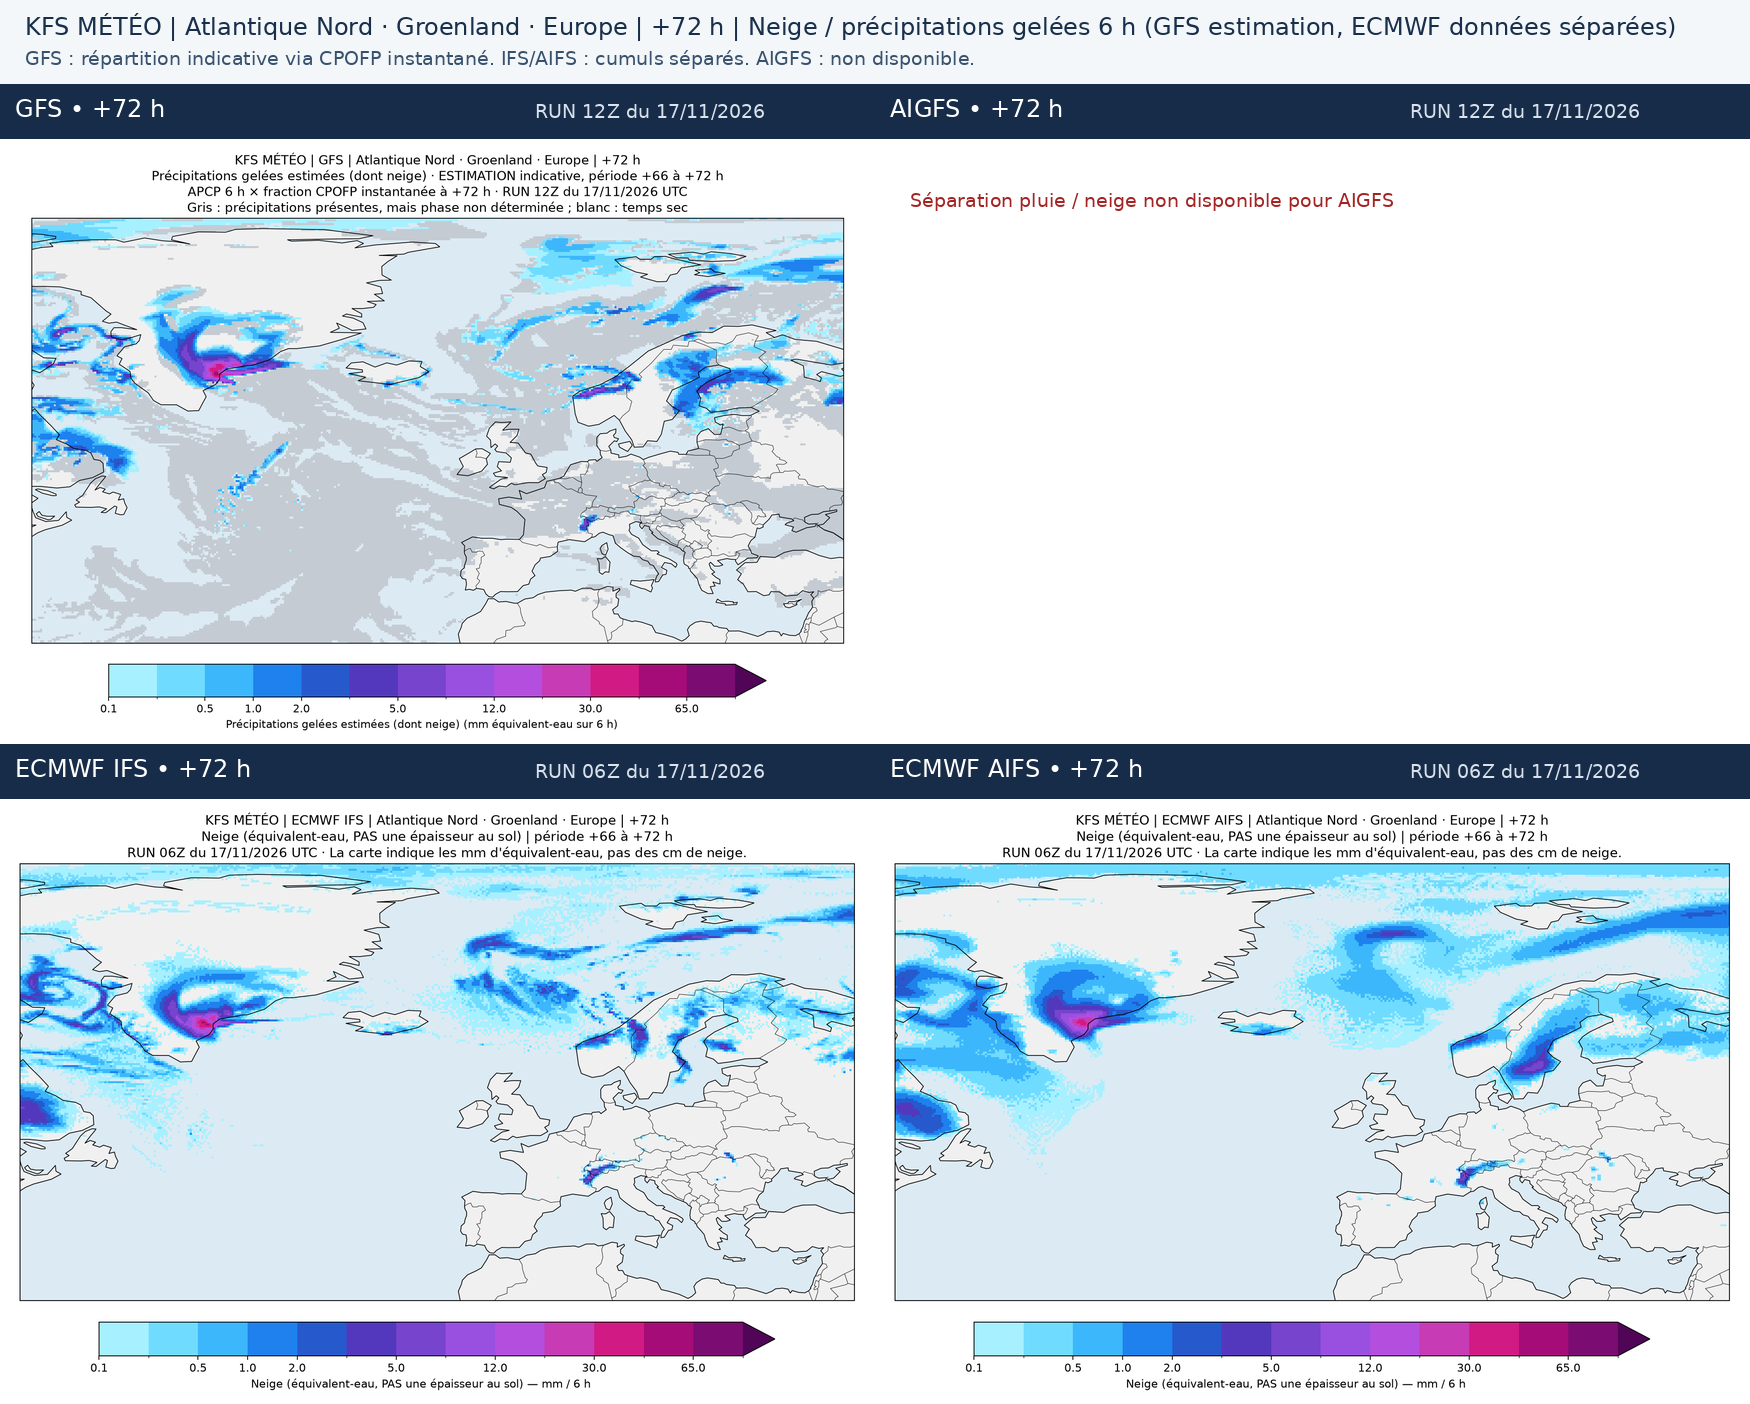 KFS MÉTÉO | Atlantique Nord · Groenland · Europe | +72 h | Neige / précipitations gelées 6 h (GFS estimation, ECMWF données séparées)
GFS : répartition indicative via CPOFP instantané. IFS/AIFS : cumuls séparés. AIGFS : non disponible.
GFS • +72 h
RUN 12Z du 17/11/2026
AIGFS • +72 h
RUN 12Z du 17/11/2026
KFS MÉTÉO | GFS | Atlantique Nord · Groenland · Europe | +72 h
Précipitations gelées estimées (dont neige) · ESTIMATION indicative, période +66 à +72 h
APCP 6 h × fraction CPOFP instantanée à +72 h · RUN 12Z du 17/11/2026 UTC
Gris : précipitations présentes, mais phase non déterminée ; blanc : temps sec
Séparation pluie / neige non disponible pour AIGFS
0.1 0.5 1.0 2.0 5.0 12.0 30.0 65.0
Précipitations gelées estimées (dont neige) (mm équivalent-eau sur 6 h)
ECMWF IFS • +72 h
RUN 06Z du 17/11/2026
ECMWF AIFS • +72 h
RUN 06Z du 17/11/2026
KFS MÉTÉO | ECMWF IFS | Atlantique Nord · Groenland · Europe | +72 h
Neige (équivalent-eau, PAS une épaisseur au sol) | période +66 à +72 h
RUN 06Z du 17/11/2026 UTC · La carte indique les mm d'équivalent-eau, pas des cm de neige.
KFS MÉTÉO | ECMWF AIFS | Atlantique Nord · Groenland · Europe | +72 h
Neige (équivalent-eau, PAS une épaisseur au sol) | période +66 à +72 h
RUN 06Z du 17/11/2026 UTC · La carte indique les mm d'équivalent-eau, pas des cm de neige.
0.1 0.5 1.0 2.0 5.0 12.0 30.0 65.0
Neige (équivalent-eau, PAS une épaisseur au sol) — mm / 6 h
0.1 0.5 1.0 2.0 5.0 12.0 30.0 65.0
Neige (équivalent-eau, PAS une épaisseur au sol) — mm / 6 h